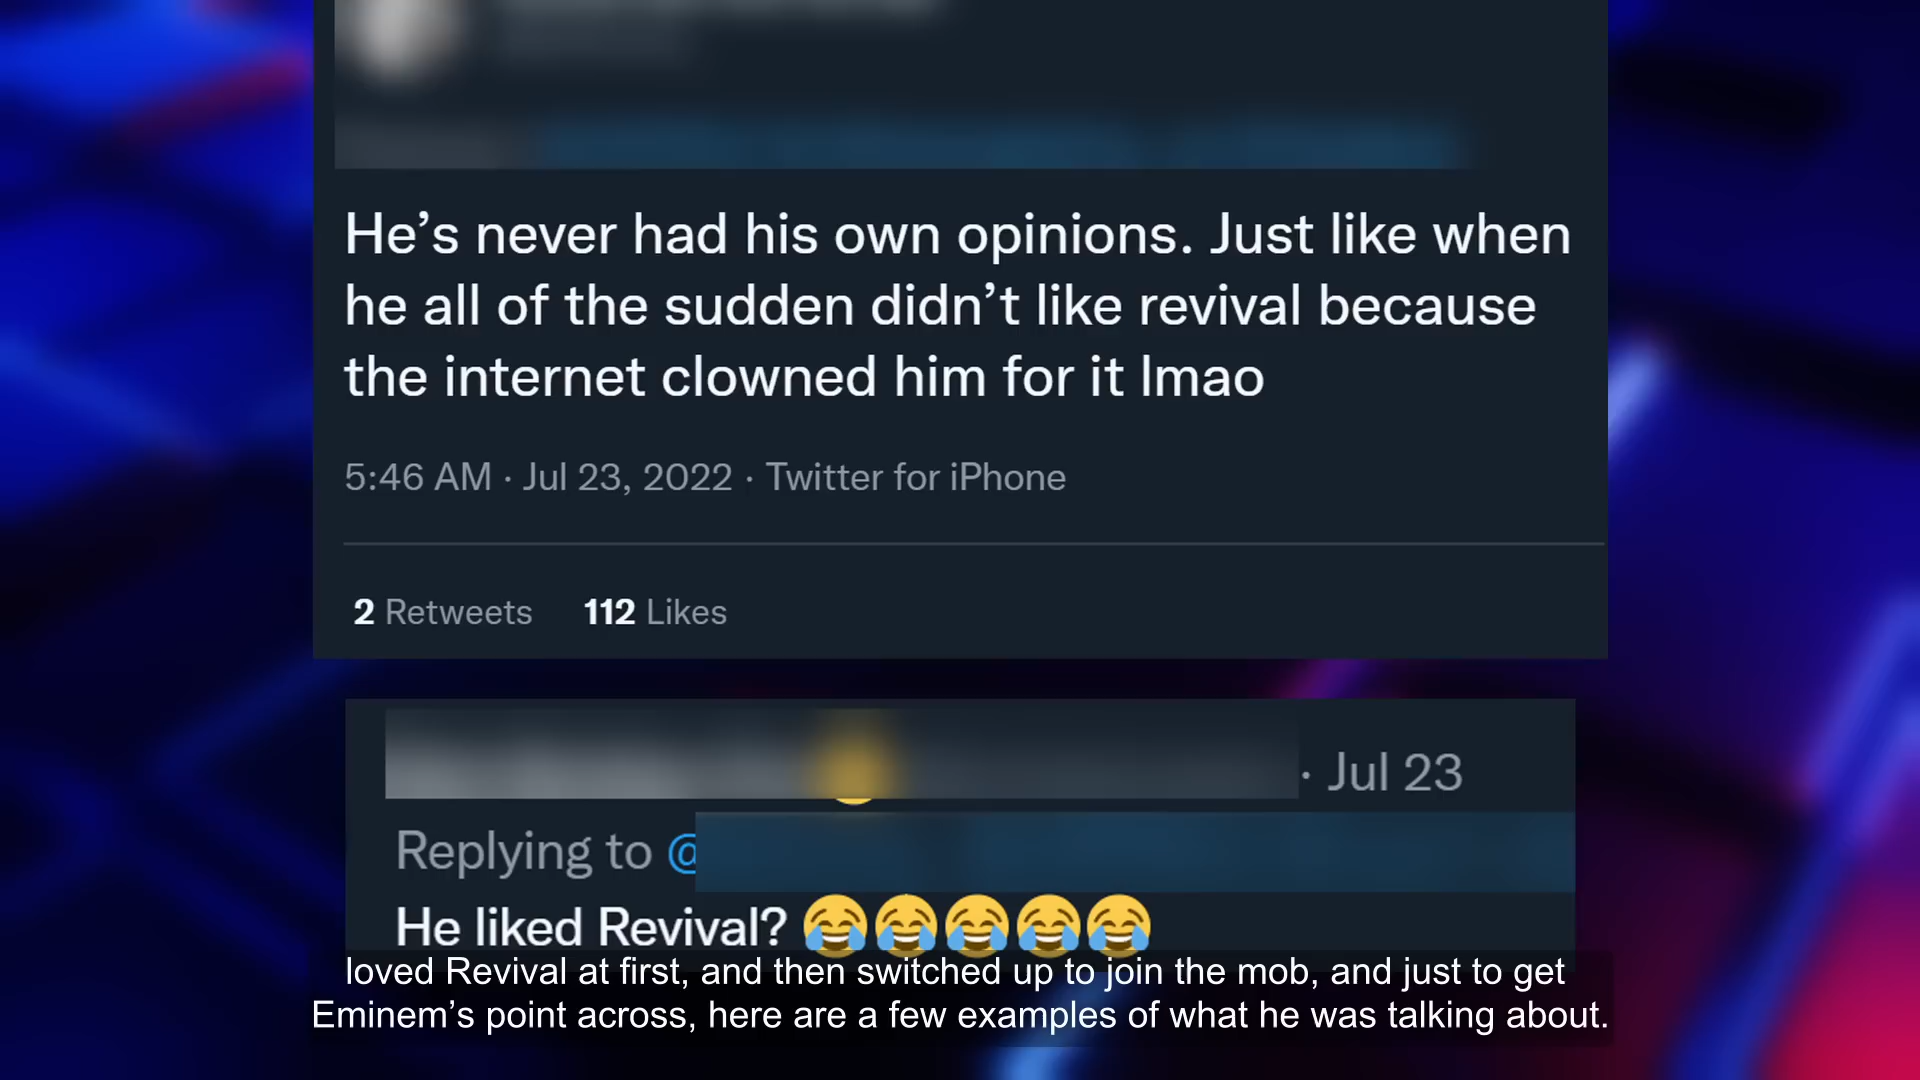 He’s never had his own opinions. Just like when
he all of the sudden didn’t like revival because
the internet clowned him for it lmao
5:46 AM · Jul 23, 2022 · Twitter for iPhone
2 Retweets 112 Likes
· Jul 23
Replying to @
He liked Revival? 😂😂😂😂😂
loved Revival at first, and then switched up to join the mob, and just to get
Eminem’s point across, here are a few examples of what he was talking about.